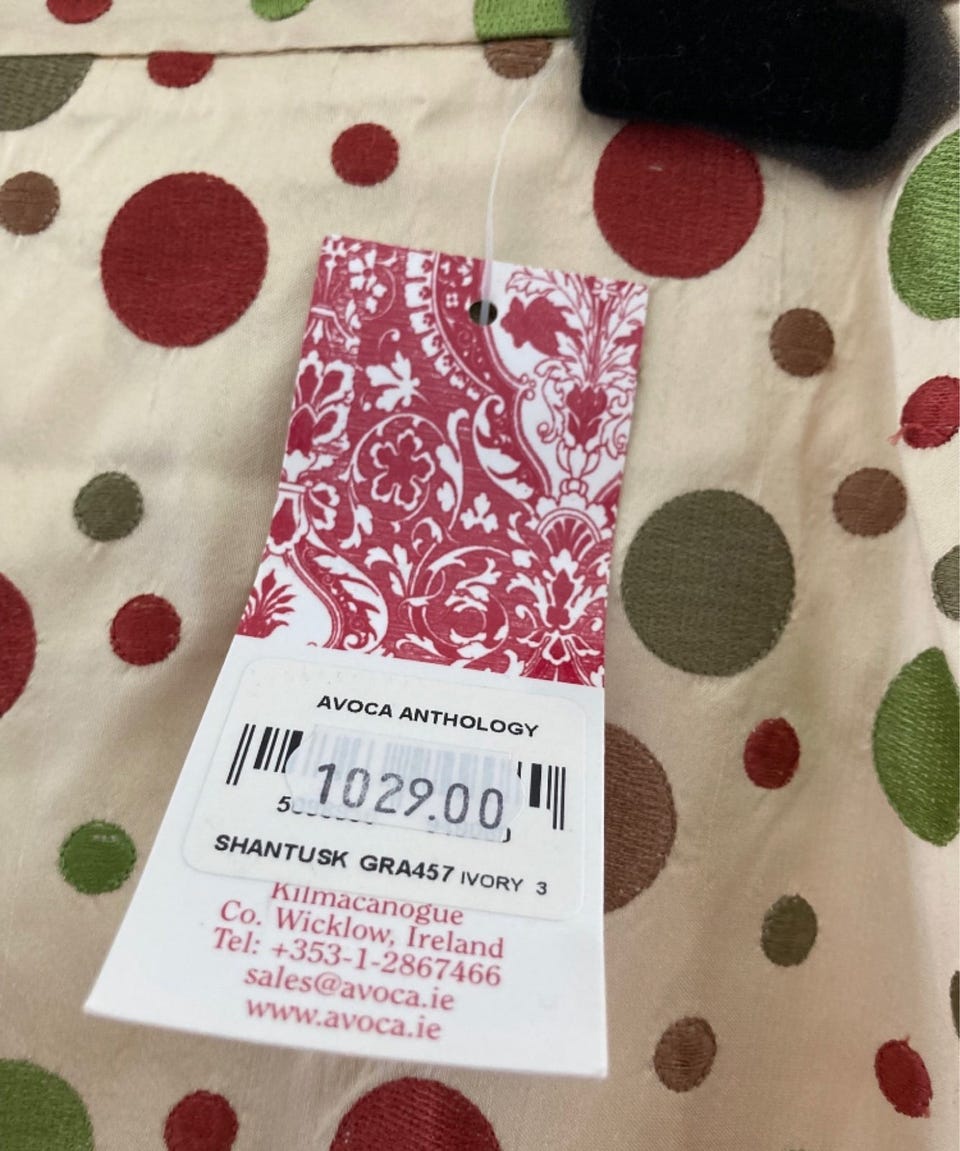 AVOCA ANTHOLOGY
1029.00
SHANTUSK GRA457 IVORY 3
Kilmacanogue
Co. Wicklow, Ireland
Tel: +353-1-2867466
sales@avoca.ie
www.avoca.ie